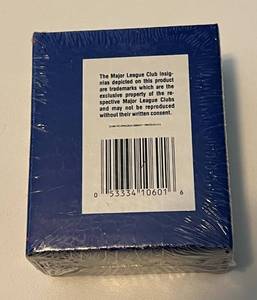 The Major League Club Insig-
nias depicted on this product
are trademarks which are the
exclusive property of the re-
spective Major League Clubs
and may not be reproduced
without their written consent.
0 53334 10601 6